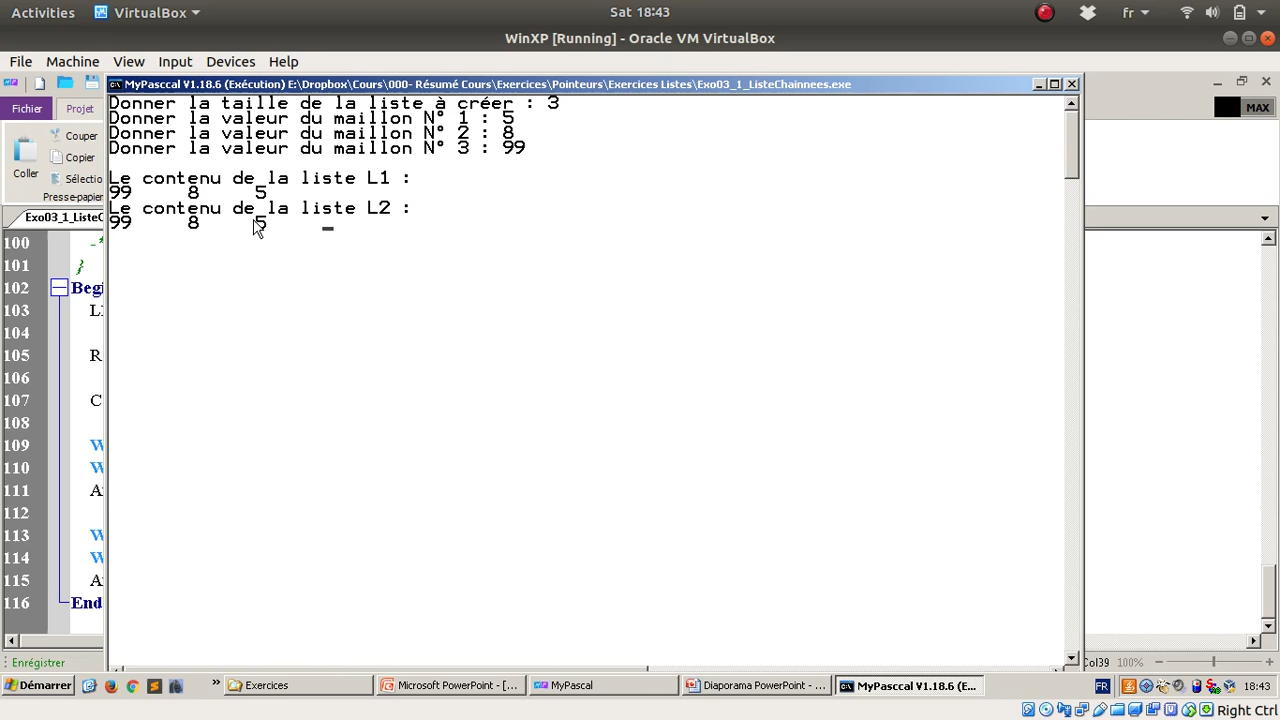 Activities VirtualBox Sat 18:43 fr
WinXP [Running] - Oracle VM VirtualBox
File Machine View Input Devices Help
MyPasccal V1.18.6 (Exécution) E:\Dropbox\Cours\000- Résumé Cours\Exercices\Pointeurs\Exercices Listes\Exo03_1_ListeChainnees.exe
Fichier Projet
MAX
Couper
Copier
Coller
Sélectio
Presse-papier
Exo03_1_ListeC
Donner la taille de la liste à créer : 3
Donner la valeur du maillon N° 1 : 5
Donner la valeur du maillon N° 2 : 8
Donner la valeur du maillon N° 3 : 99
Le contenu de la liste L1 :
99 8 5
Le contenu de la liste L2 :
99 8 5
100 -*
101 }
102 Begi
103
104
105 R
106
107 C
108
109 W
110 W
111 A
112
113 W
114 W
115 A
116 End
Enrégistrer Col39 100%
Démarrer Exercices Microsoft PowerPoint - [... MyPascal Diaporama PowerPoint - ... MyPasccal V1.18.6 (E... FR 18:43
Right Ctrl